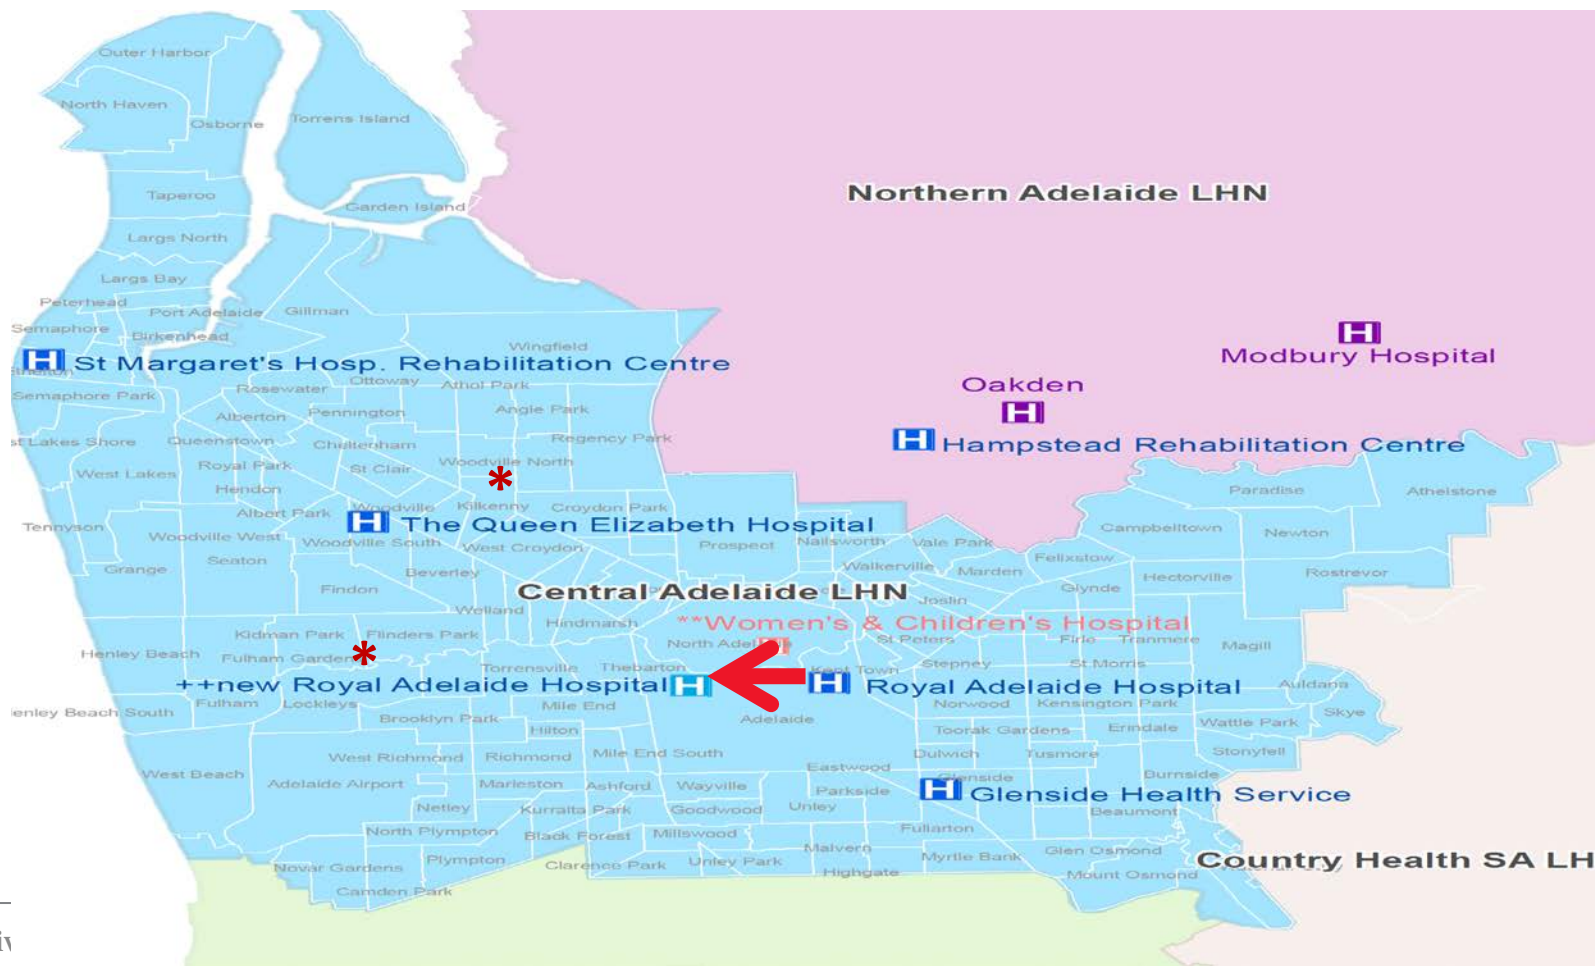 Outer Harbor
North Haven
Osborne
Torrens Island
Taperoo
Garden Island
Northern Adelaide LHN
Largs North
Largs Bay
Peterhead
Port Adelaide
Gillman
Semaphore
Birkenhead
Wingfield
H
Modbury Hospital
H St Margaret's Hosp. Rehabilitation Centre
Rosewater
Ottoway
Athol Park
Oakden
H
Semaphore Park
Alberton
Pennington
Angle Park
Lakes Shore
Queenstown
Cheltenham
Regency Park
H Hampstead Rehabilitation Centre
West Lakes
Royal Park
St Clair
Woodville North
*
Hendon
Paradise
Athelstone
Albert Park
Woodville
Kilkenny
Croydon Park
Tennyson
H The Queen Elizabeth Hospital
Campbelltown
Newton
Woodville West
Woodville South
West Croydon
Prospect
Nailsworth
Vale Park
Grange
Seaton
Beverley
Walkerville
Marden
Felixstow
Hectorville
Rostrevor
Findon
Central Adelaide LHN
Joslin
Glynde
Welland
Hindmarsh
**Women's & Children's Hospital
Kidman Park
Flinders Park
North Adel
St Peters
Firle
Tranmere
Magill
Henley Beach
Fulham Gardens
*
Torrensville
Thebarton
Kent Town
Stepney
St Morris
++new Royal Adelaide Hospital H
H Royal Adelaide Hospital
Auldana
enley Beach South
Fulham
Lockleys
Mile End
Norwood
Kensington Park
Skye
Brooklyn Park
Hilton
Adelaide
Toorak Gardens
Erindale
Wattle Park
West Richmond
Richmond
Mile End South
Dulwich
Tusmore
Stonyfell
West Beach
Adelaide Airport
Marleston
Ashford
Wayville
Eastwood
Parkside
Glenside
Burnside
H Glenside Health Service
Netley
Kurralta Park
Goodwood
Unley
Beaumont
North Plympton
Black Forest
Millswood
Fullarton
Novar Gardens
Plympton
Clarence Park
Unley Park
Malvern
Highgate
Myrtle Bank
Glen Osmond
Mount Osmond
Country Health SA LH
Camden Park